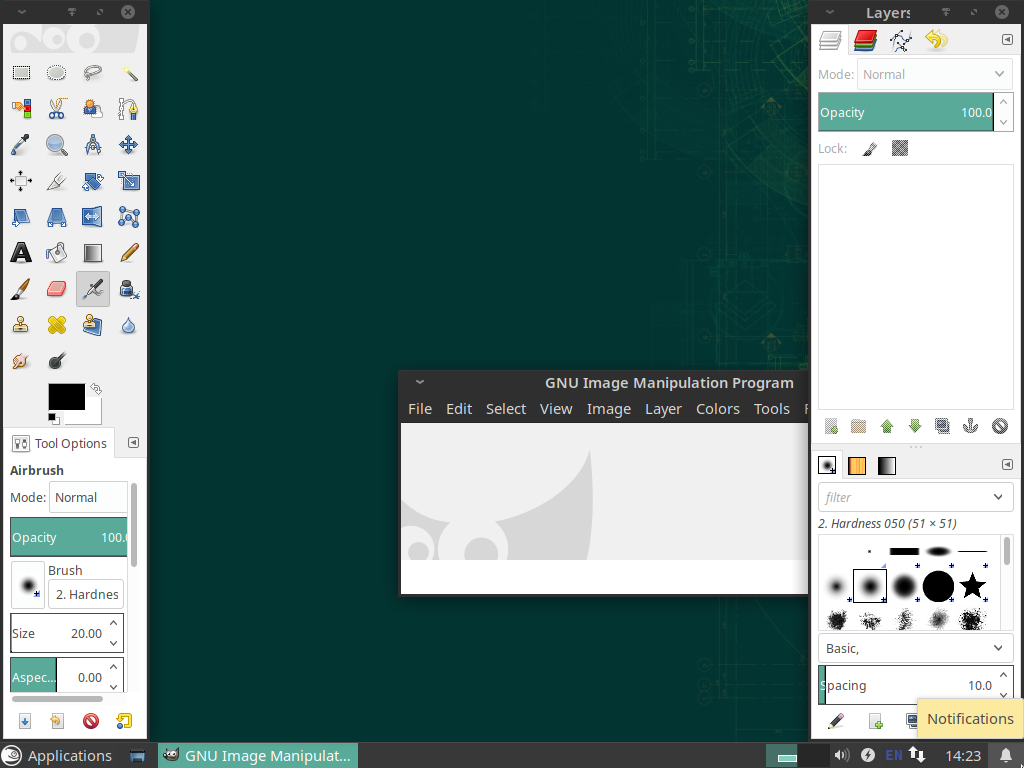 Layers
Mode: Normal
Opacity 100.0
Lock:
Tool Options
Airbrush
Mode: Normal
Opacity 100.0
Brush
2. Hardnes
Size 20.00
Aspec... 0.00
GNU Image Manipulation Program
File Edit Select View Image Layer Colors Tools
filter
2. Hardness 050 (51 × 51)
Basic,
Spacing 10.0
Notifications
Applications
GNU Image Manipulat...
EN
14:23